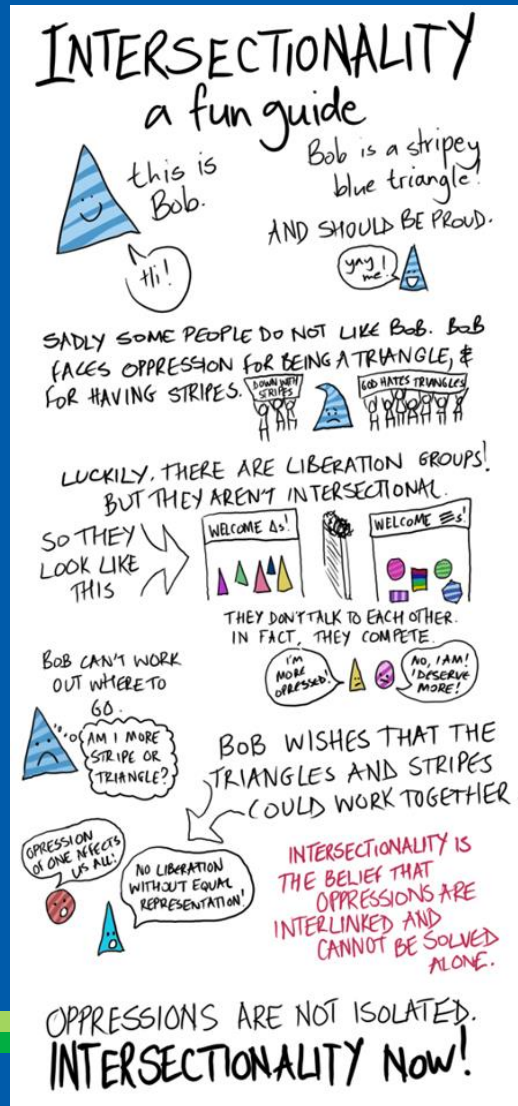 INTERSECTIONALITY
a fun guide
this is
Bob.
Hi!
Bob is a stripey
blue triangle!
AND SHOULD BE PROUD.
yay!
me!
SADLY SOME PEOPLE DO NOT LIKE BOB. BOB
FACES OPPRESSION FOR BEING A TRIANGLE, &
FOR HAVING STRIPES.
DOWN WITH
STRIPES
GOD HATES TRIANGLES
LUCKILY, THERE ARE LIBERATION GROUPS!
BUT THEY AREN'T INTERSECTIONAL.
SO THEY
LOOK LIKE
THIS
WELCOME Δs!
WELCOME ☰s!
THEY DON'T TALK TO EACH OTHER.
IN FACT, THEY COMPETE.
I'M
MORE
OPRESSED!
NO, I AM!
I DESERVE
MORE!
BOB CAN'T WORK
OUT WHERE TO
GO.
AM I MORE
STRIPE OR
TRIANGLE?
BOB WISHES THAT THE
TRIANGLES AND STRIPES
COULD WORK TOGETHER
OPRESSION
OF ONE AFFECTS
US ALL!
NO LIBERATION
WITHOUT EQUAL
REPRESENTATION!
INTERSECTIONALITY IS
THE BELIEF THAT
OPPRESSIONS ARE
INTERLINKED AND
CANNOT BE SOLVED
ALONE.
OPPRESSIONS ARE NOT ISOLATED.
INTERSECTIONALITY NOW!